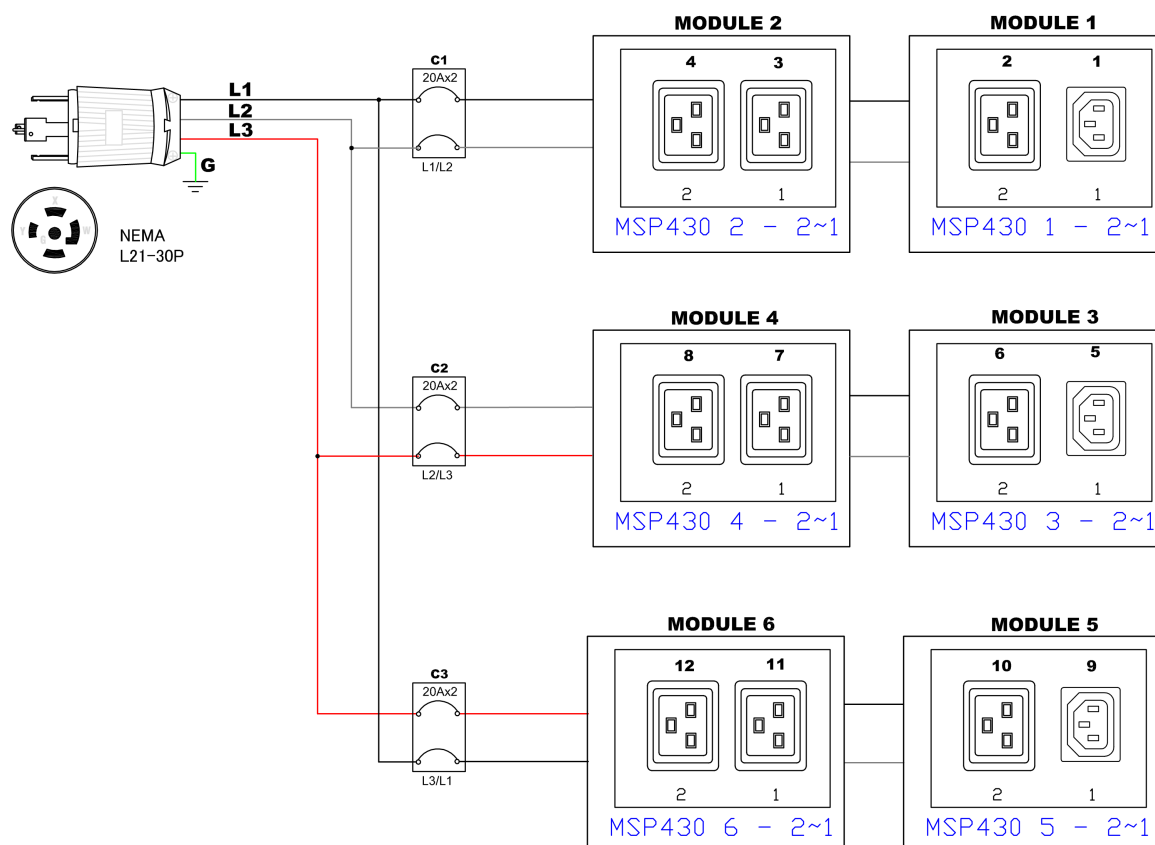 MODULE 2
MODULE 1
C1
20Ax2
L1/L2
4
3
2
1
2
1
2
1
MSP430 2 - 2~1
MSP430 1 - 2~1
L1
L2
L3
G
X
Y
W
G
NEMA
L21-30P
MODULE 4
MODULE 3
C2
20Ax2
L2/L3
8
7
6
5
2
1
2
1
MSP430 4 - 2~1
MSP430 3 - 2~1
MODULE 6
MODULE 5
C3
20Ax2
L3/L1
12
11
10
9
2
1
2
1
MSP430 6 - 2~1
MSP430 5 - 2~1